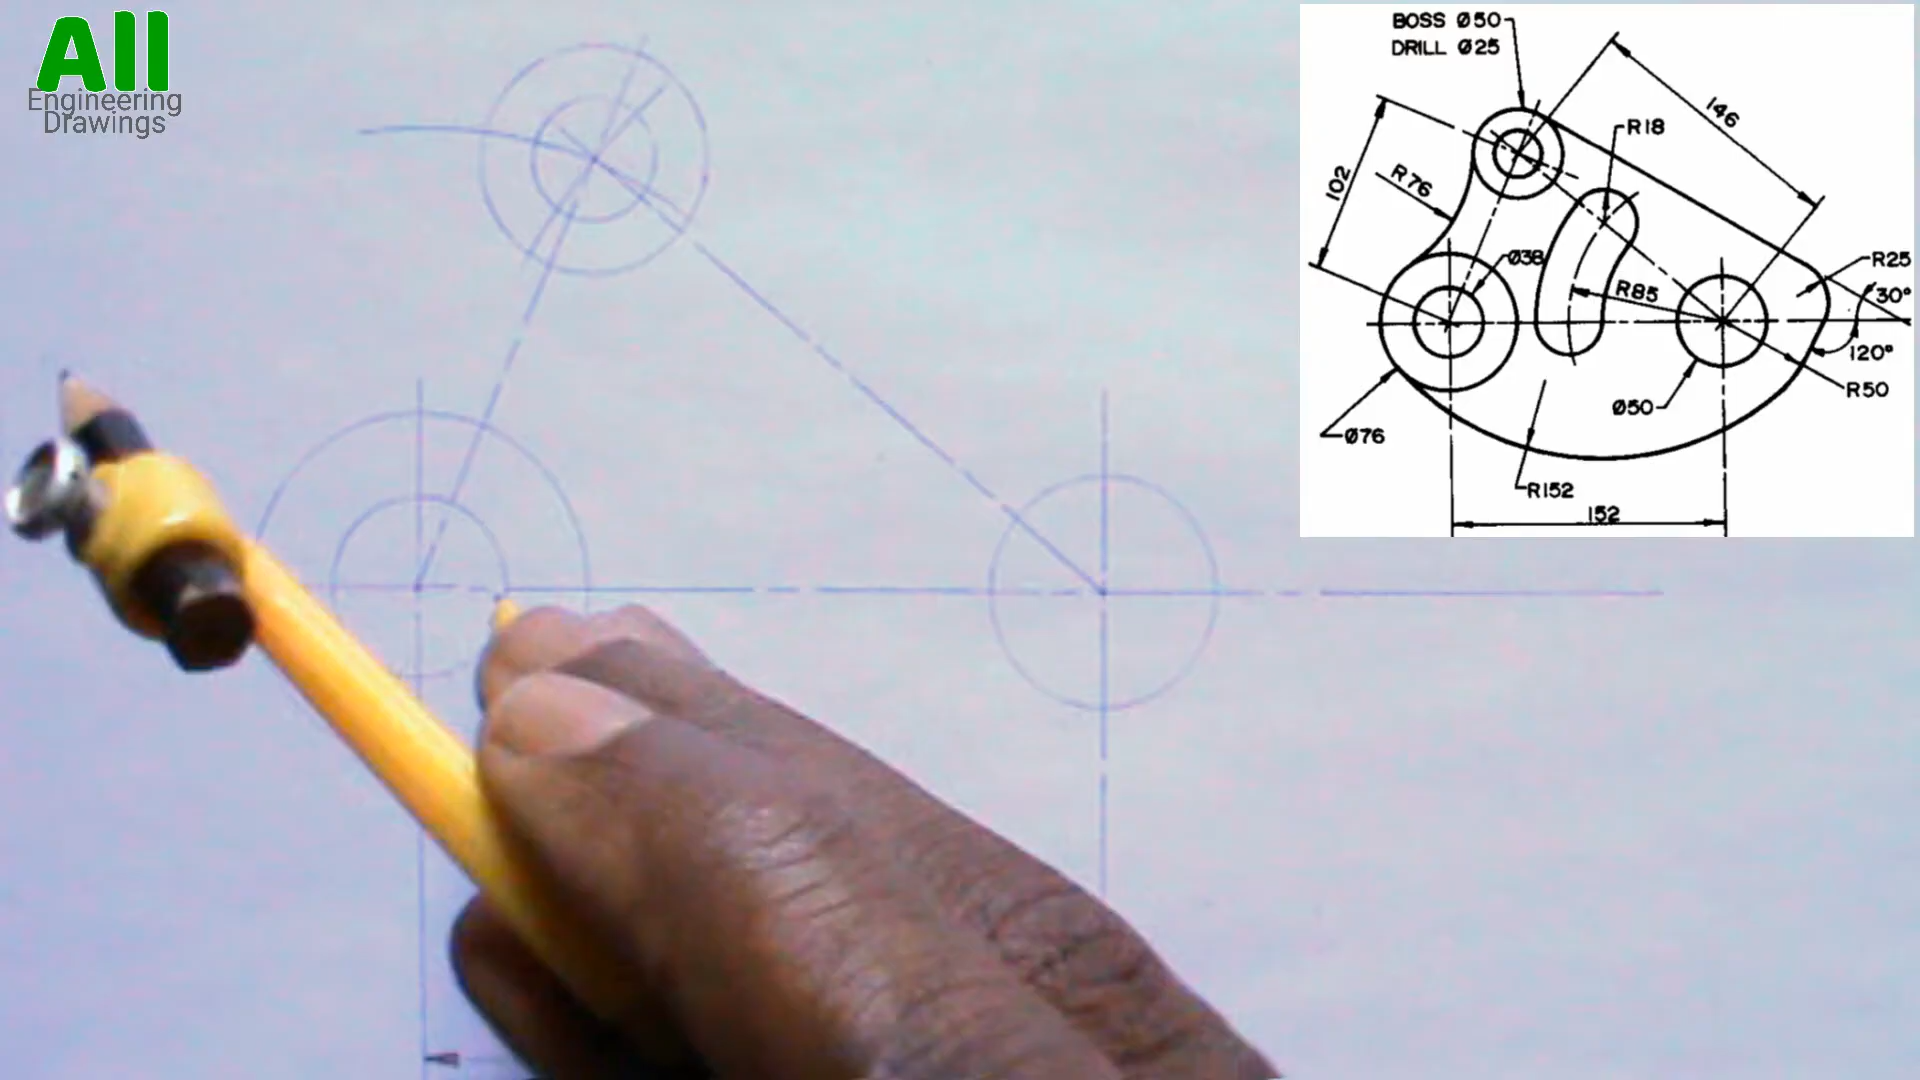 All
Engineering
Drawings
BOSS Ø50
DRILL Ø25
146
R18
102
R76
Ø38
R85
R25
30°
120°
R50
Ø50
Ø76
R152
152